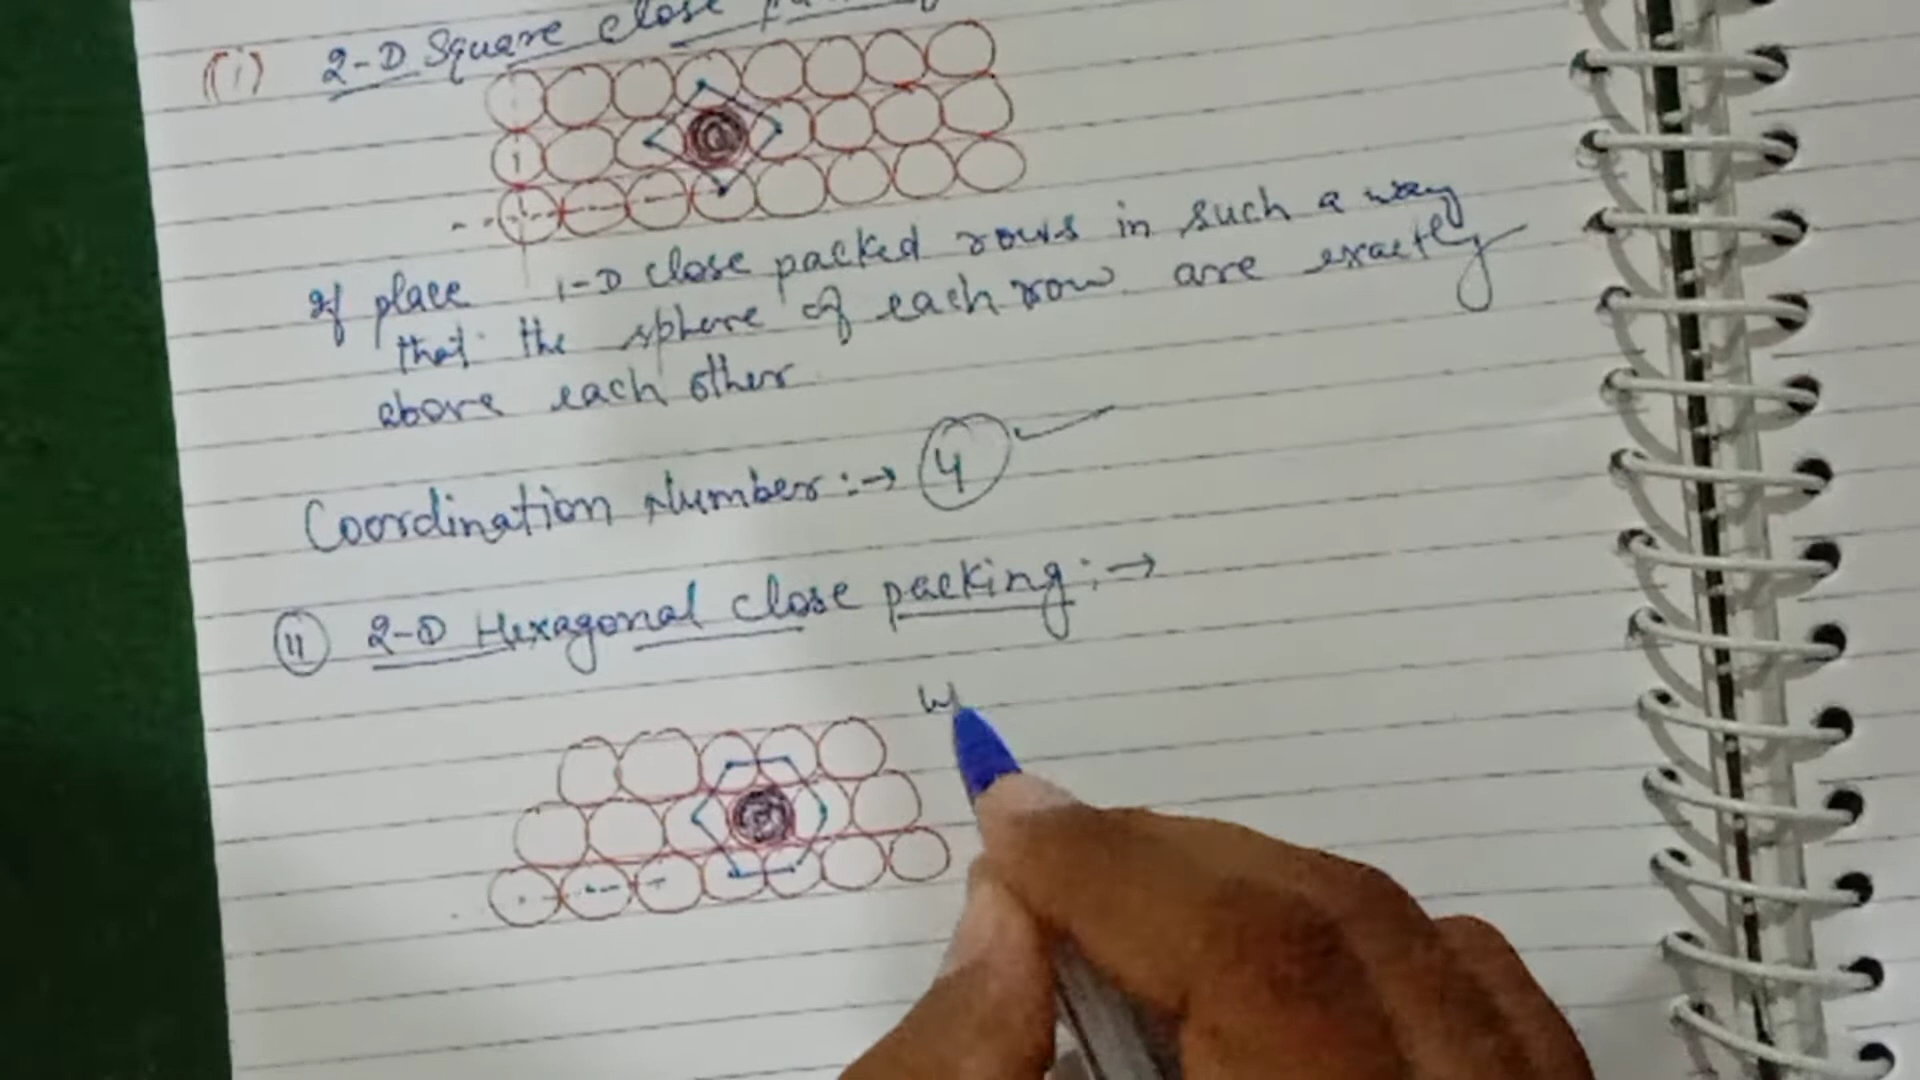 (i) 2-D Square close
If place 1-D close packed rows in such a way
that the sphere of each row are exactly
above each other
Coordination Number :→ 4
(ii) 2-D Hexagonal close packing :→